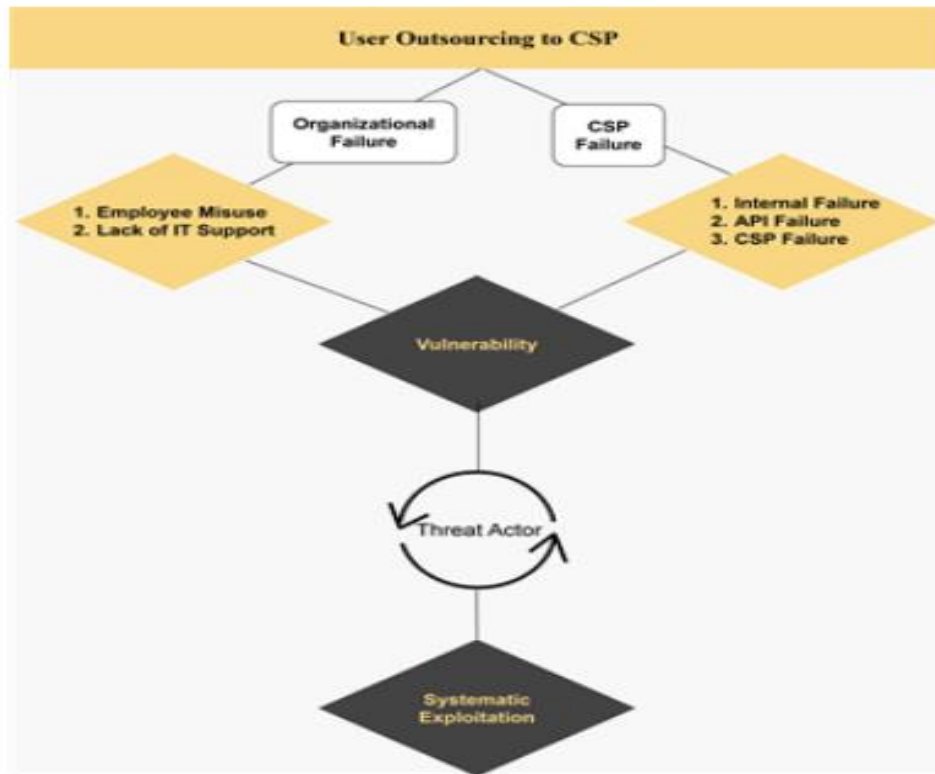 User Outsourcing to CSP
Organizational
Failure
CSP
Failure
1. Employee Misuse
2. Lack of IT Support
1. Internal Failure
2. API Failure
3. CSP Failure
Vulnerability
Threat Actor
Systematic
Exploitation